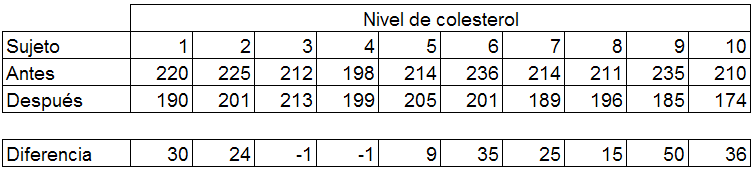 Nivel de colesterol
Sujeto 1 2 3 4 5 6 7 8 9 10
Antes 220 225 212 198 214 236 214 211 235 210
Después 190 201 213 199 205 201 189 196 185 174
Diferencia 30 24 -1 -1 9 35 25 15 50 36